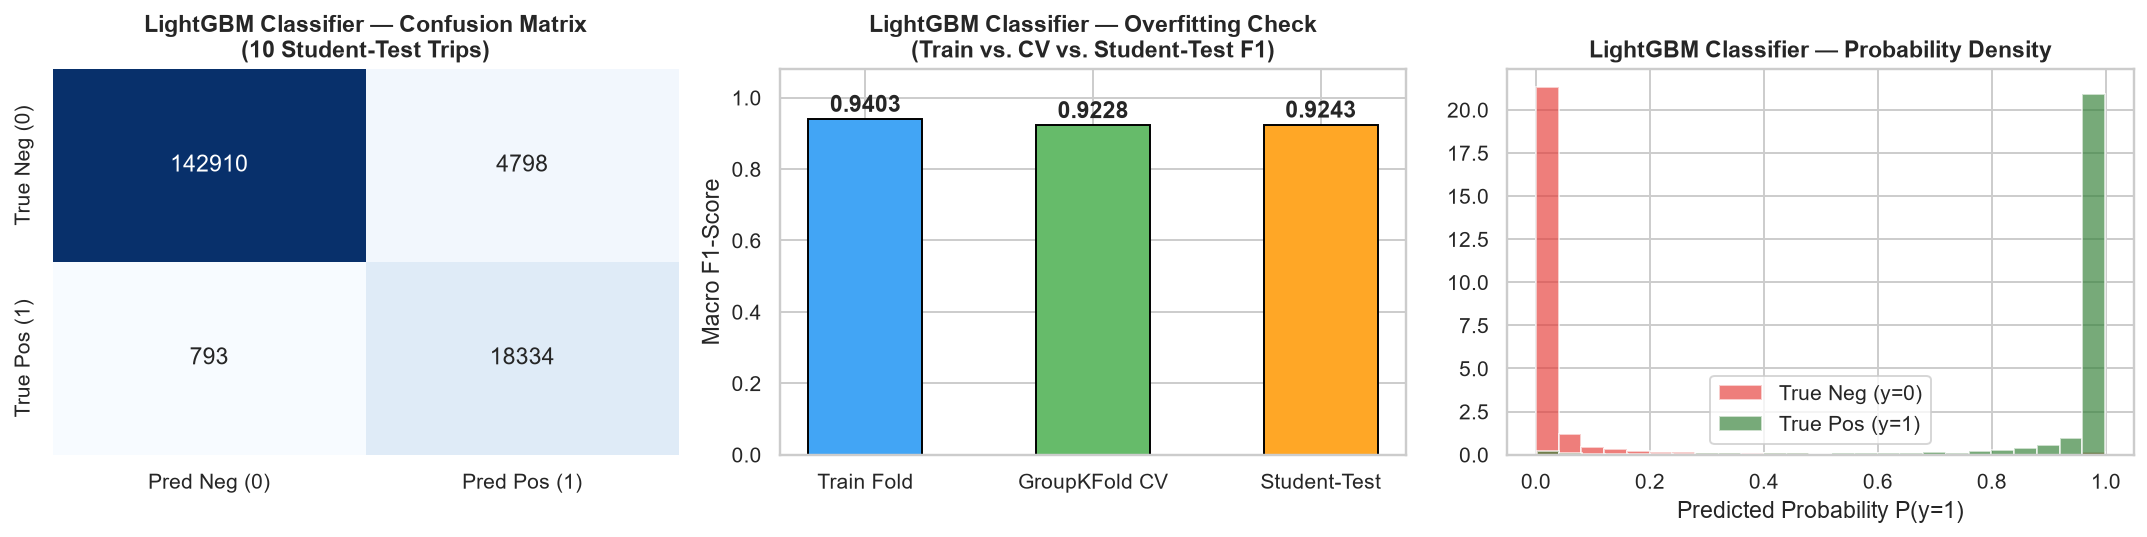 LightGBM Classifier — Confusion Matrix
(10 Student-Test Trips)
True Neg (0)
142910
4798
True Pos (1)
793
18334
Pred Neg (0)
Pred Pos (1)
LightGBM Classifier — Overfitting Check
(Train vs. CV vs. Student-Test F1)
Macro F1-Score
1.0
0.8
0.6
0.4
0.2
0.0
0.9403
0.9228
0.9243
Train Fold
GroupKFold CV
Student-Test
LightGBM Classifier — Probability Density
20.0
17.5
15.0
12.5
10.0
7.5
5.0
2.5
0.0
True Neg (y=0)
True Pos (y=1)
0.0
0.2
0.4
0.6
0.8
1.0
Predicted Probability P(y=1)